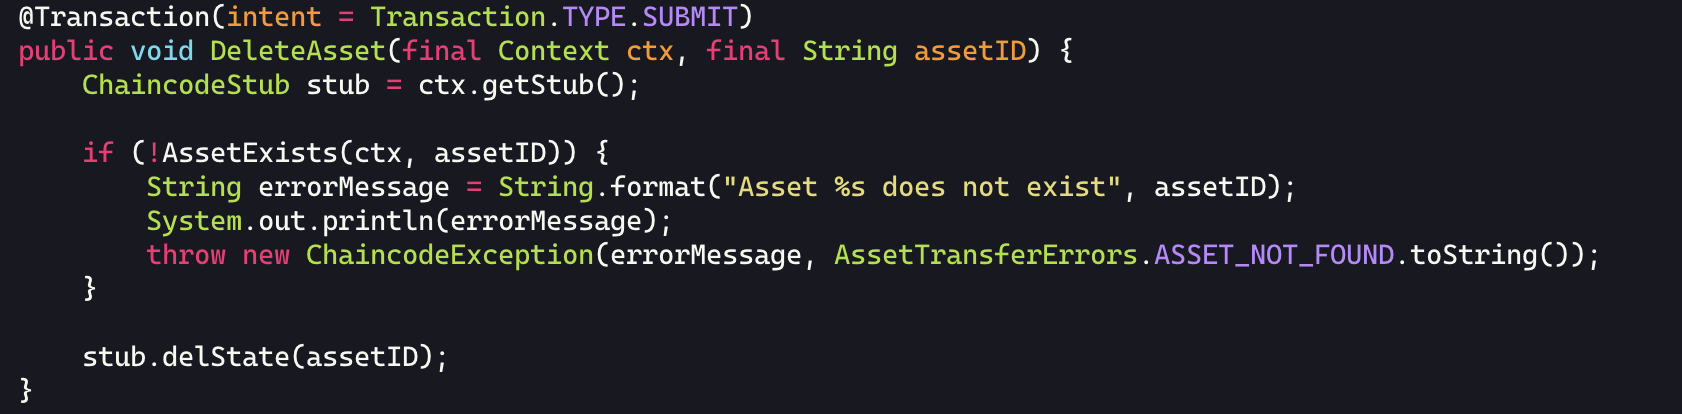 @Transaction(intent = Transaction.TYPE.SUBMIT)
public void DeleteAsset(final Context ctx, final String assetID) {
    ChaincodeStub stub = ctx.getStub();

    if (!AssetExists(ctx, assetID)) {
        String errorMessage = String.format("Asset %s does not exist", assetID);
        System.out.println(errorMessage);
        throw new ChaincodeException(errorMessage, AssetTransferErrors.ASSET_NOT_FOUND.toString());
    }

    stub.delState(assetID);
}